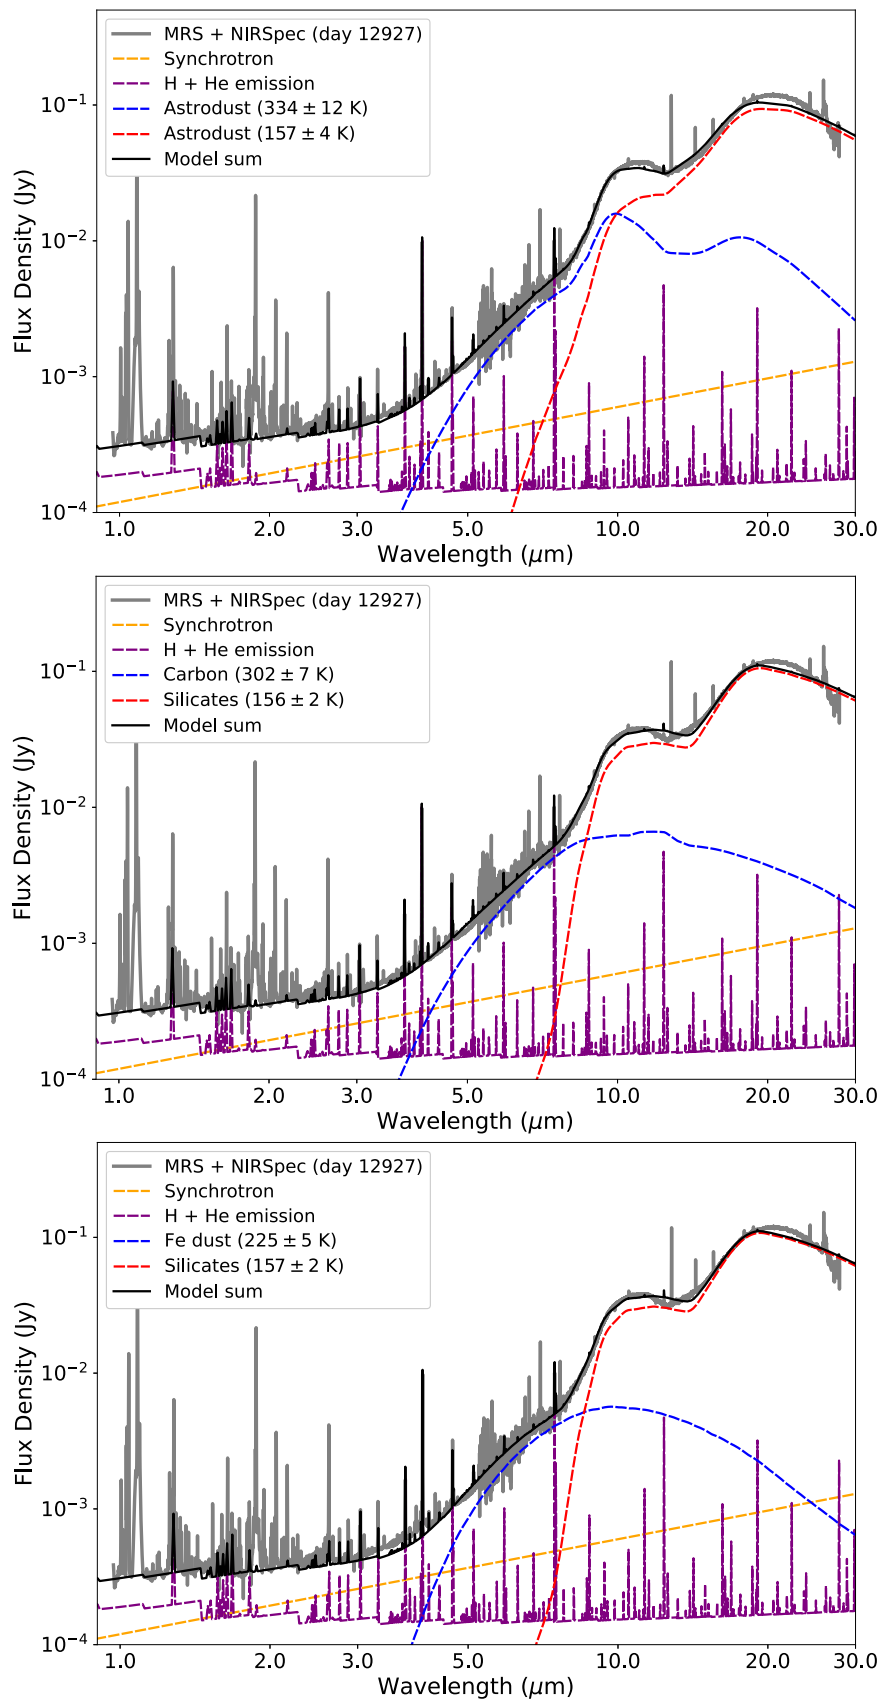 MRS + NIRSpec (day 12927)
Synchrotron
H + He emission
Astrodust (334 ± 12 K)
Astrodust (157 ± 4 K)
Model sum
Flux Density (Jy)
10⁻¹
10⁻²
10⁻³
10⁻⁴
1.0 2.0 3.0 5.0 10.0 20.0 30.0
Wavelength (μm)
MRS + NIRSpec (day 12927)
Synchrotron
H + He emission
Carbon (302 ± 7 K)
Silicates (156 ± 2 K)
Model sum
Flux Density (Jy)
10⁻¹
10⁻²
10⁻³
10⁻⁴
1.0 2.0 3.0 5.0 10.0 20.0 30.0
Wavelength (μm)
MRS + NIRSpec (day 12927)
Synchrotron
H + He emission
Fe dust (225 ± 5 K)
Silicates (157 ± 2 K)
Model sum
Flux Density (Jy)
10⁻¹
10⁻²
10⁻³
10⁻⁴
1.0 2.0 3.0 5.0 10.0 20.0 30.0
Wavelength (μm)